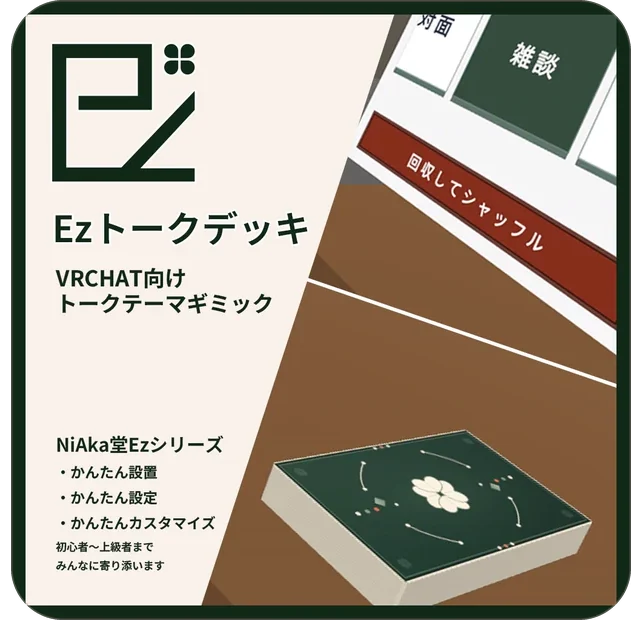 Ez
Ezトークデッキ
VRCHAT向け
トークテーマギミック
NiAka堂Ezシリーズ
・かんたん設置
・かんたん設定
・かんたんカスタマイズ
初心者～上級者まで
みんなに寄り添います
対面
雑談
回収してシャッフル